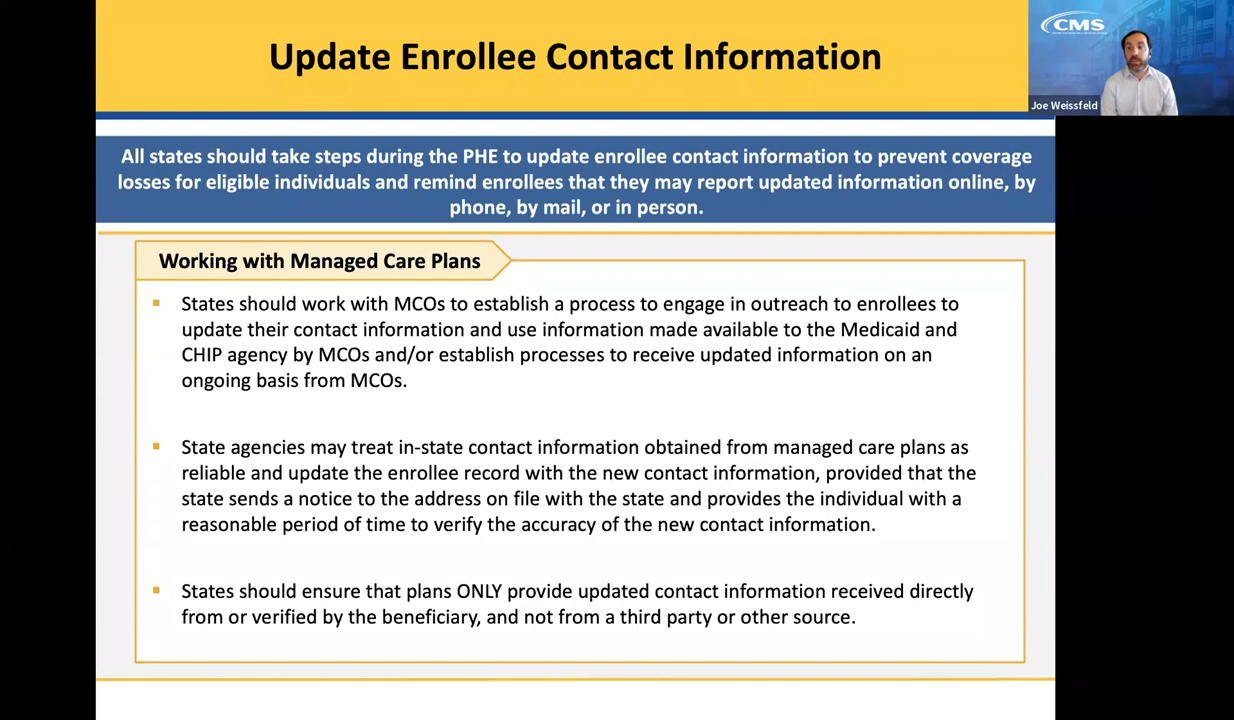 Update Enrollee Contact Information
CMS
Joe Weissfeld
All states should take steps during the PHE to update enrollee contact information to prevent coverage
losses for eligible individuals and remind enrollees that they may report updated information online, by
phone, by mail, or in person.
Working with Managed Care Plans
▪ States should work with MCOs to establish a process to engage in outreach to enrollees to
update their contact information and use information made available to the Medicaid and
CHIP agency by MCOs and/or establish processes to receive updated information on an
ongoing basis from MCOs.
▪ State agencies may treat in-state contact information obtained from managed care plans as
reliable and update the enrollee record with the new contact information, provided that the
state sends a notice to the address on file with the state and provides the individual with a
reasonable period of time to verify the accuracy of the new contact information.
▪ States should ensure that plans ONLY provide updated contact information received directly
from or verified by the beneficiary, and not from a third party or other source.